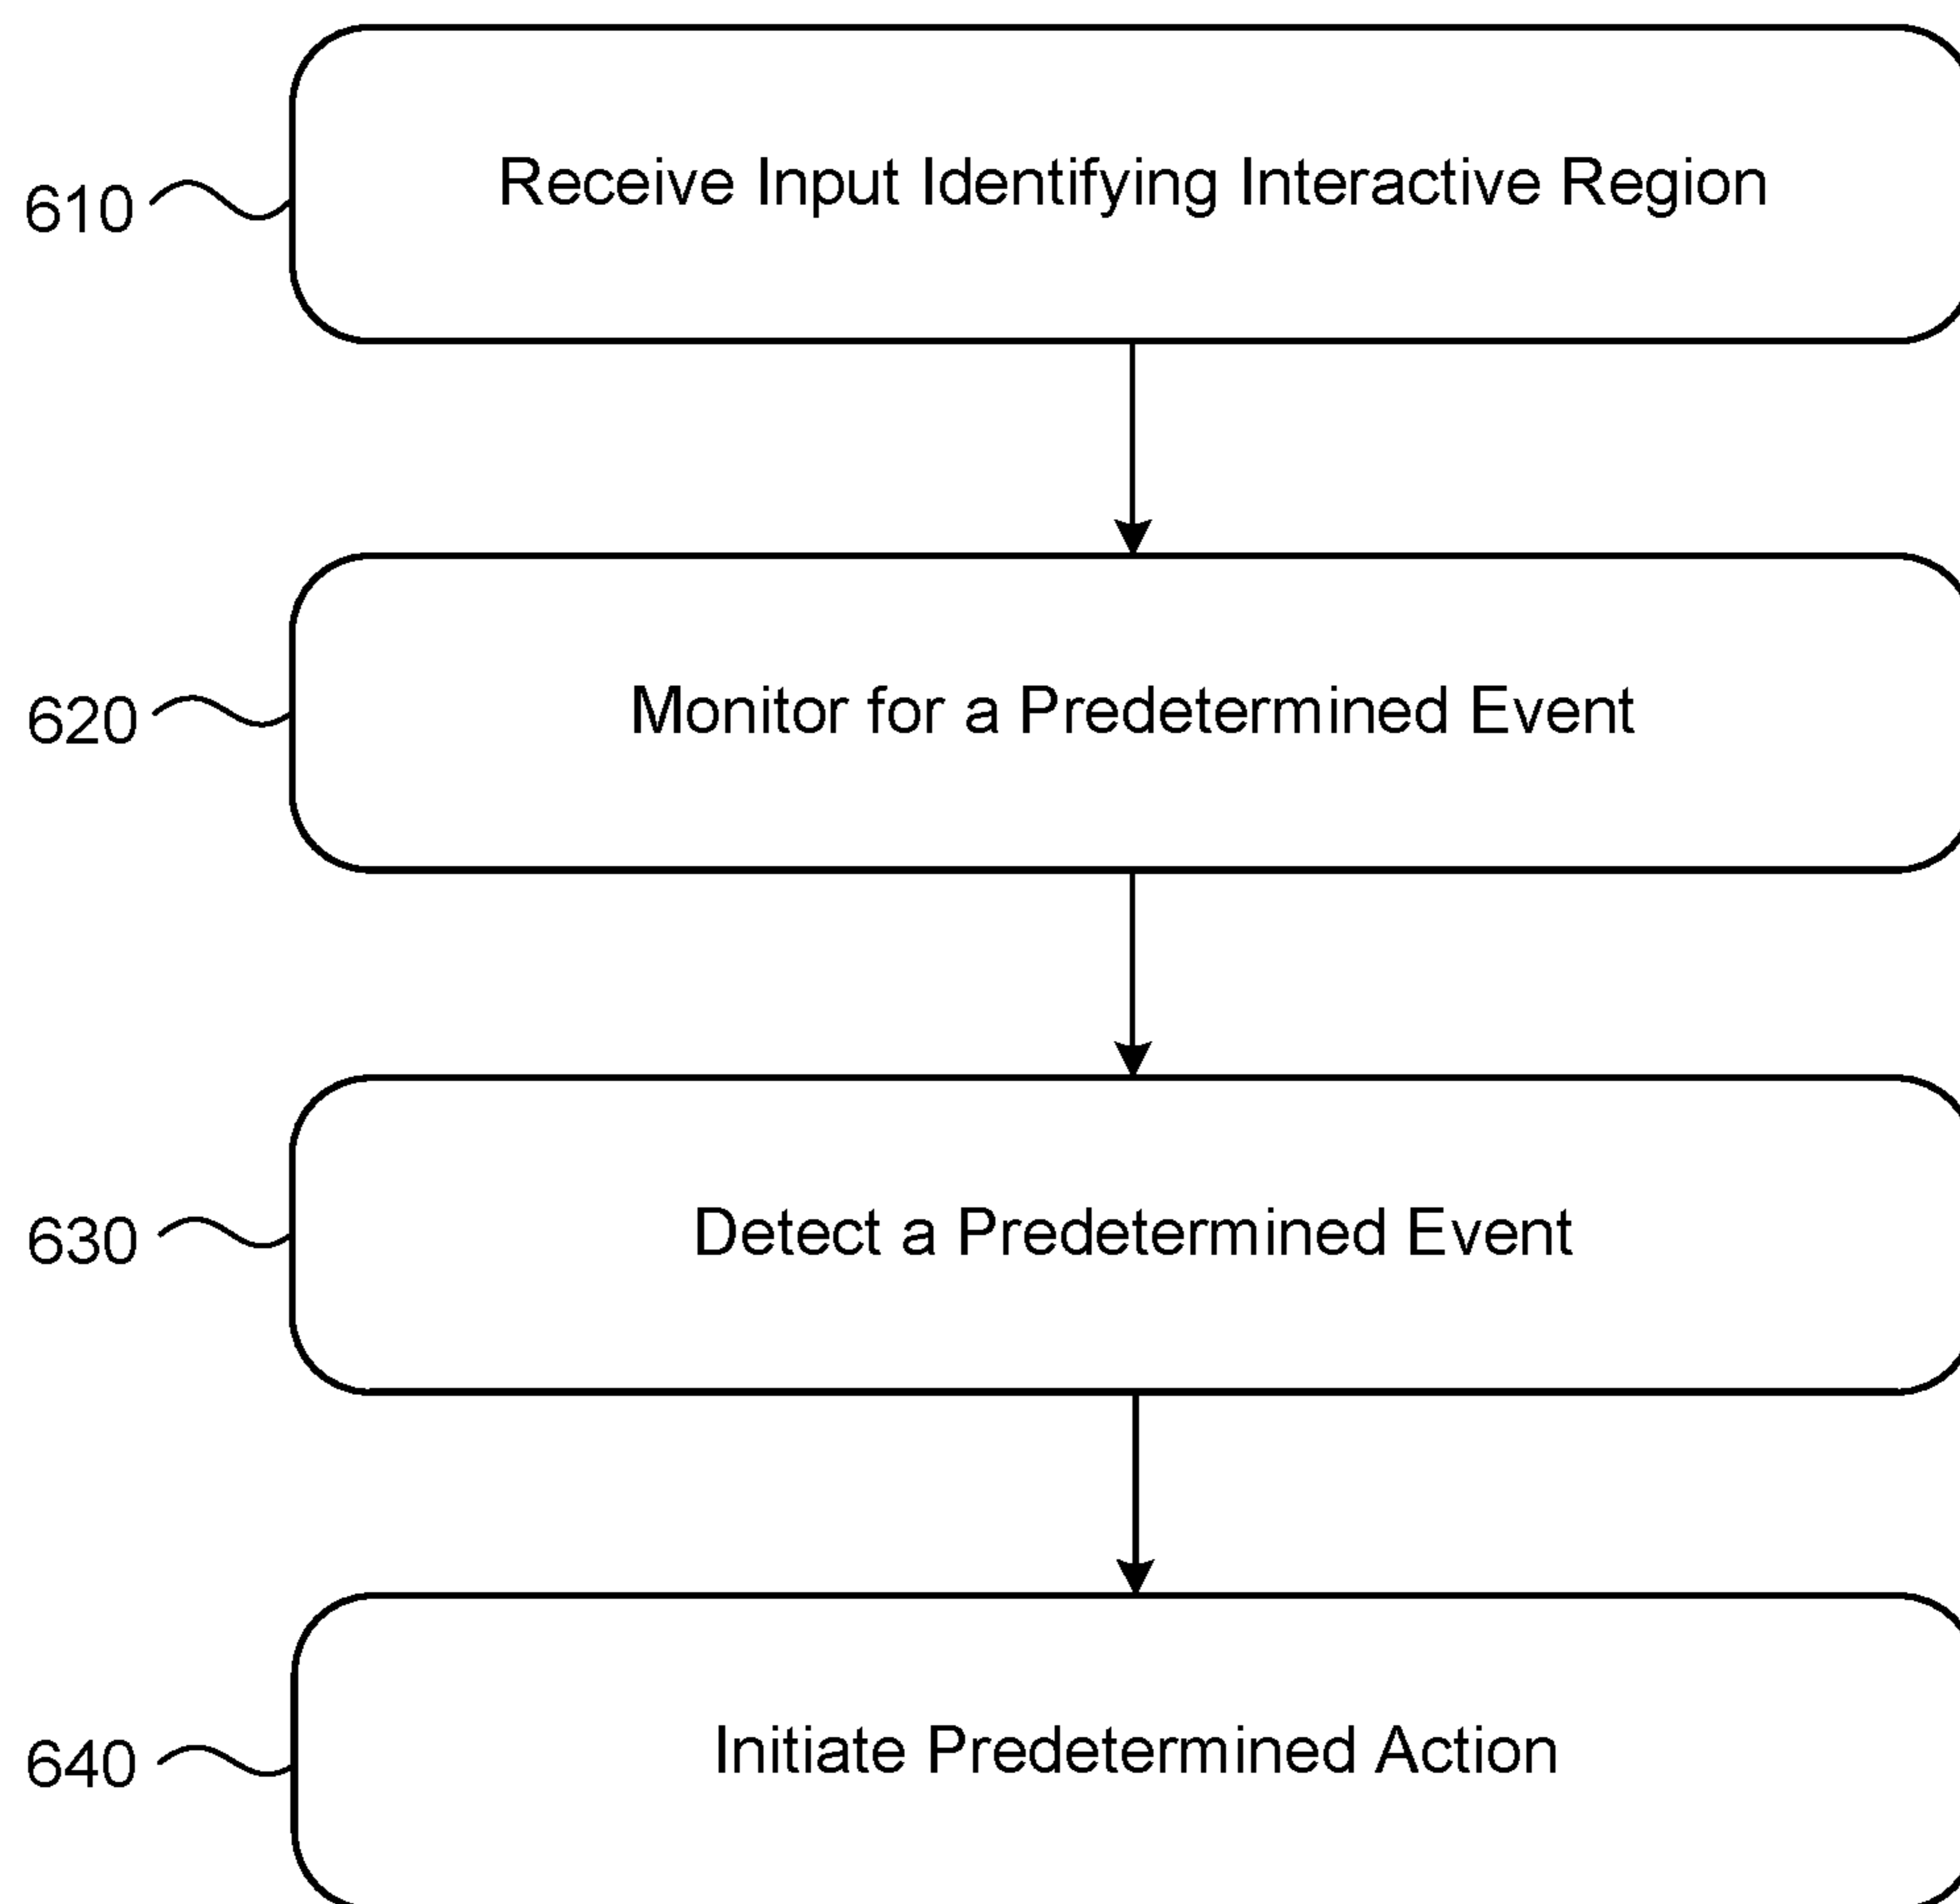 610 Receive Input Identifying Interactive Region
620 Monitor for a Predetermined Event
630 Detect a Predetermined Event
640 Initiate Predetermined Action